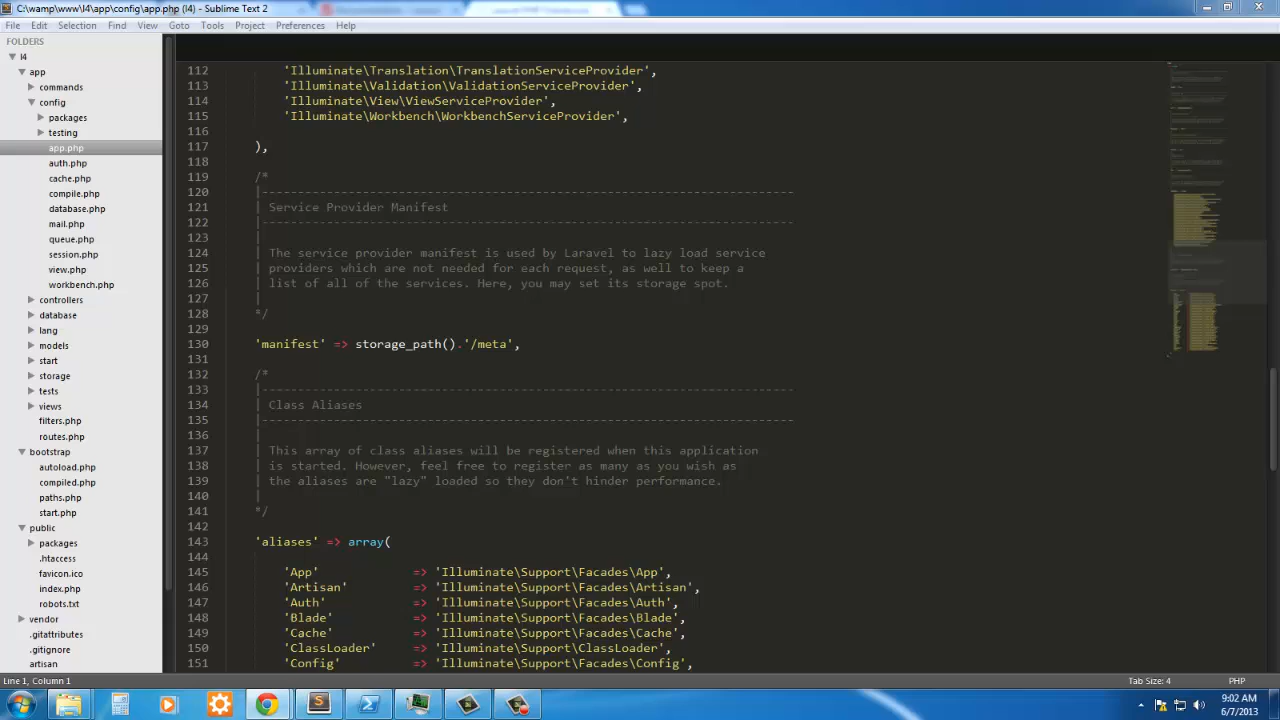 C:\wamp\www\l4\app\config\app.php (l4) - Sublime Text 2
File Edit Selection Find View Goto Tools Project Preferences Help
FOLDERS
l4
app
commands
config
packages
testing
app.php
auth.php
cache.php
compile.php
database.php
mail.php
queue.php
session.php
view.php
workbench.php
controllers
database
lang
models
start
storage
tests
views
filters.php
routes.php
bootstrap
autoload.php
compiled.php
paths.php
start.php
public
packages
.htaccess
favicon.ico
index.php
robots.txt
vendor
.gitattributes
.gitignore
artisan
112 'Illuminate\Translation\TranslationServiceProvider',
113 'Illuminate\Validation\ValidationServiceProvider',
114 'Illuminate\View\ViewServiceProvider',
115 'Illuminate\Workbench\WorkbenchServiceProvider',
116
117 ),
118
119 /*
120 |--------------------------------------------------------------------------
121 | Service Provider Manifest
122 |--------------------------------------------------------------------------
123 |
124 | The service provider manifest is used by Laravel to lazy load service
125 | providers which are not needed for each request, as well to keep a
126 | list of all of the services. Here, you may set its storage spot.
127 |
128 */
129
130 'manifest' => storage_path().'/meta',
131
132 /*
133 |--------------------------------------------------------------------------
134 | Class Aliases
135 |--------------------------------------------------------------------------
136 |
137 | This array of class aliases will be registered when this application
138 | is started. However, feel free to register as many as you wish as
139 | the aliases are "lazy" loaded so they don't hinder performance.
140 |
141 */
142
143 'aliases' => array(
144
145 'App' => 'Illuminate\Support\Facades\App',
146 'Artisan' => 'Illuminate\Support\Facades\Artisan',
147 'Auth' => 'Illuminate\Support\Facades\Auth',
148 'Blade' => 'Illuminate\Support\Facades\Blade',
149 'Cache' => 'Illuminate\Support\Facades\Cache',
150 'ClassLoader' => 'Illuminate\Support\ClassLoader',
151 'Config' => 'Illuminate\Support\Facades\Config',
Line 1, Column 1 Tab Size: 4 PHP
9:02 AM
6/7/2013